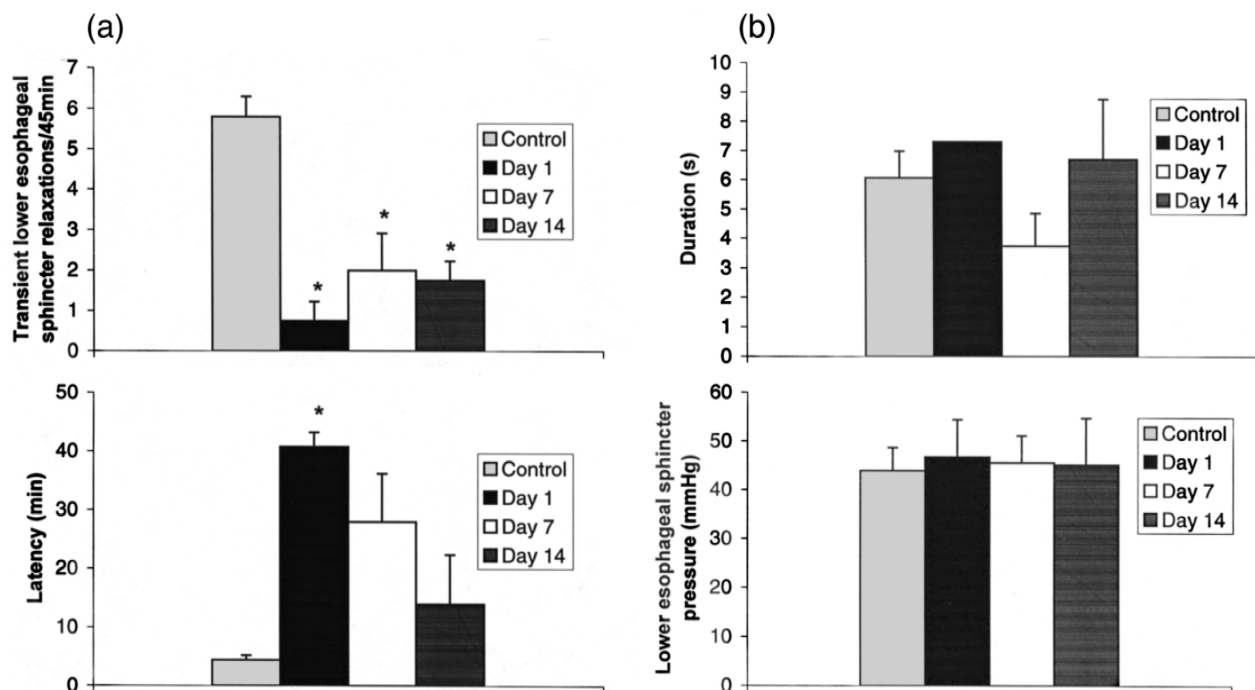 (a)
7
6
5
4
3
2
1
0
Transient lower esophageal
sphincter relaxations/45min
*
*
*
Control
Day 1
Day 7
Day 14
50
40
30
20
10
0
Latency (min)
*
Control
Day 1
Day 7
Day 14
(b)
10
9
8
7
6
5
4
3
2
1
0
Duration (s)
Control
Day 1
Day 7
Day 14
60
50
40
30
20
10
0
Lower esophageal sphincter
pressure (mmHg)
Control
Day 1
Day 7
Day 14